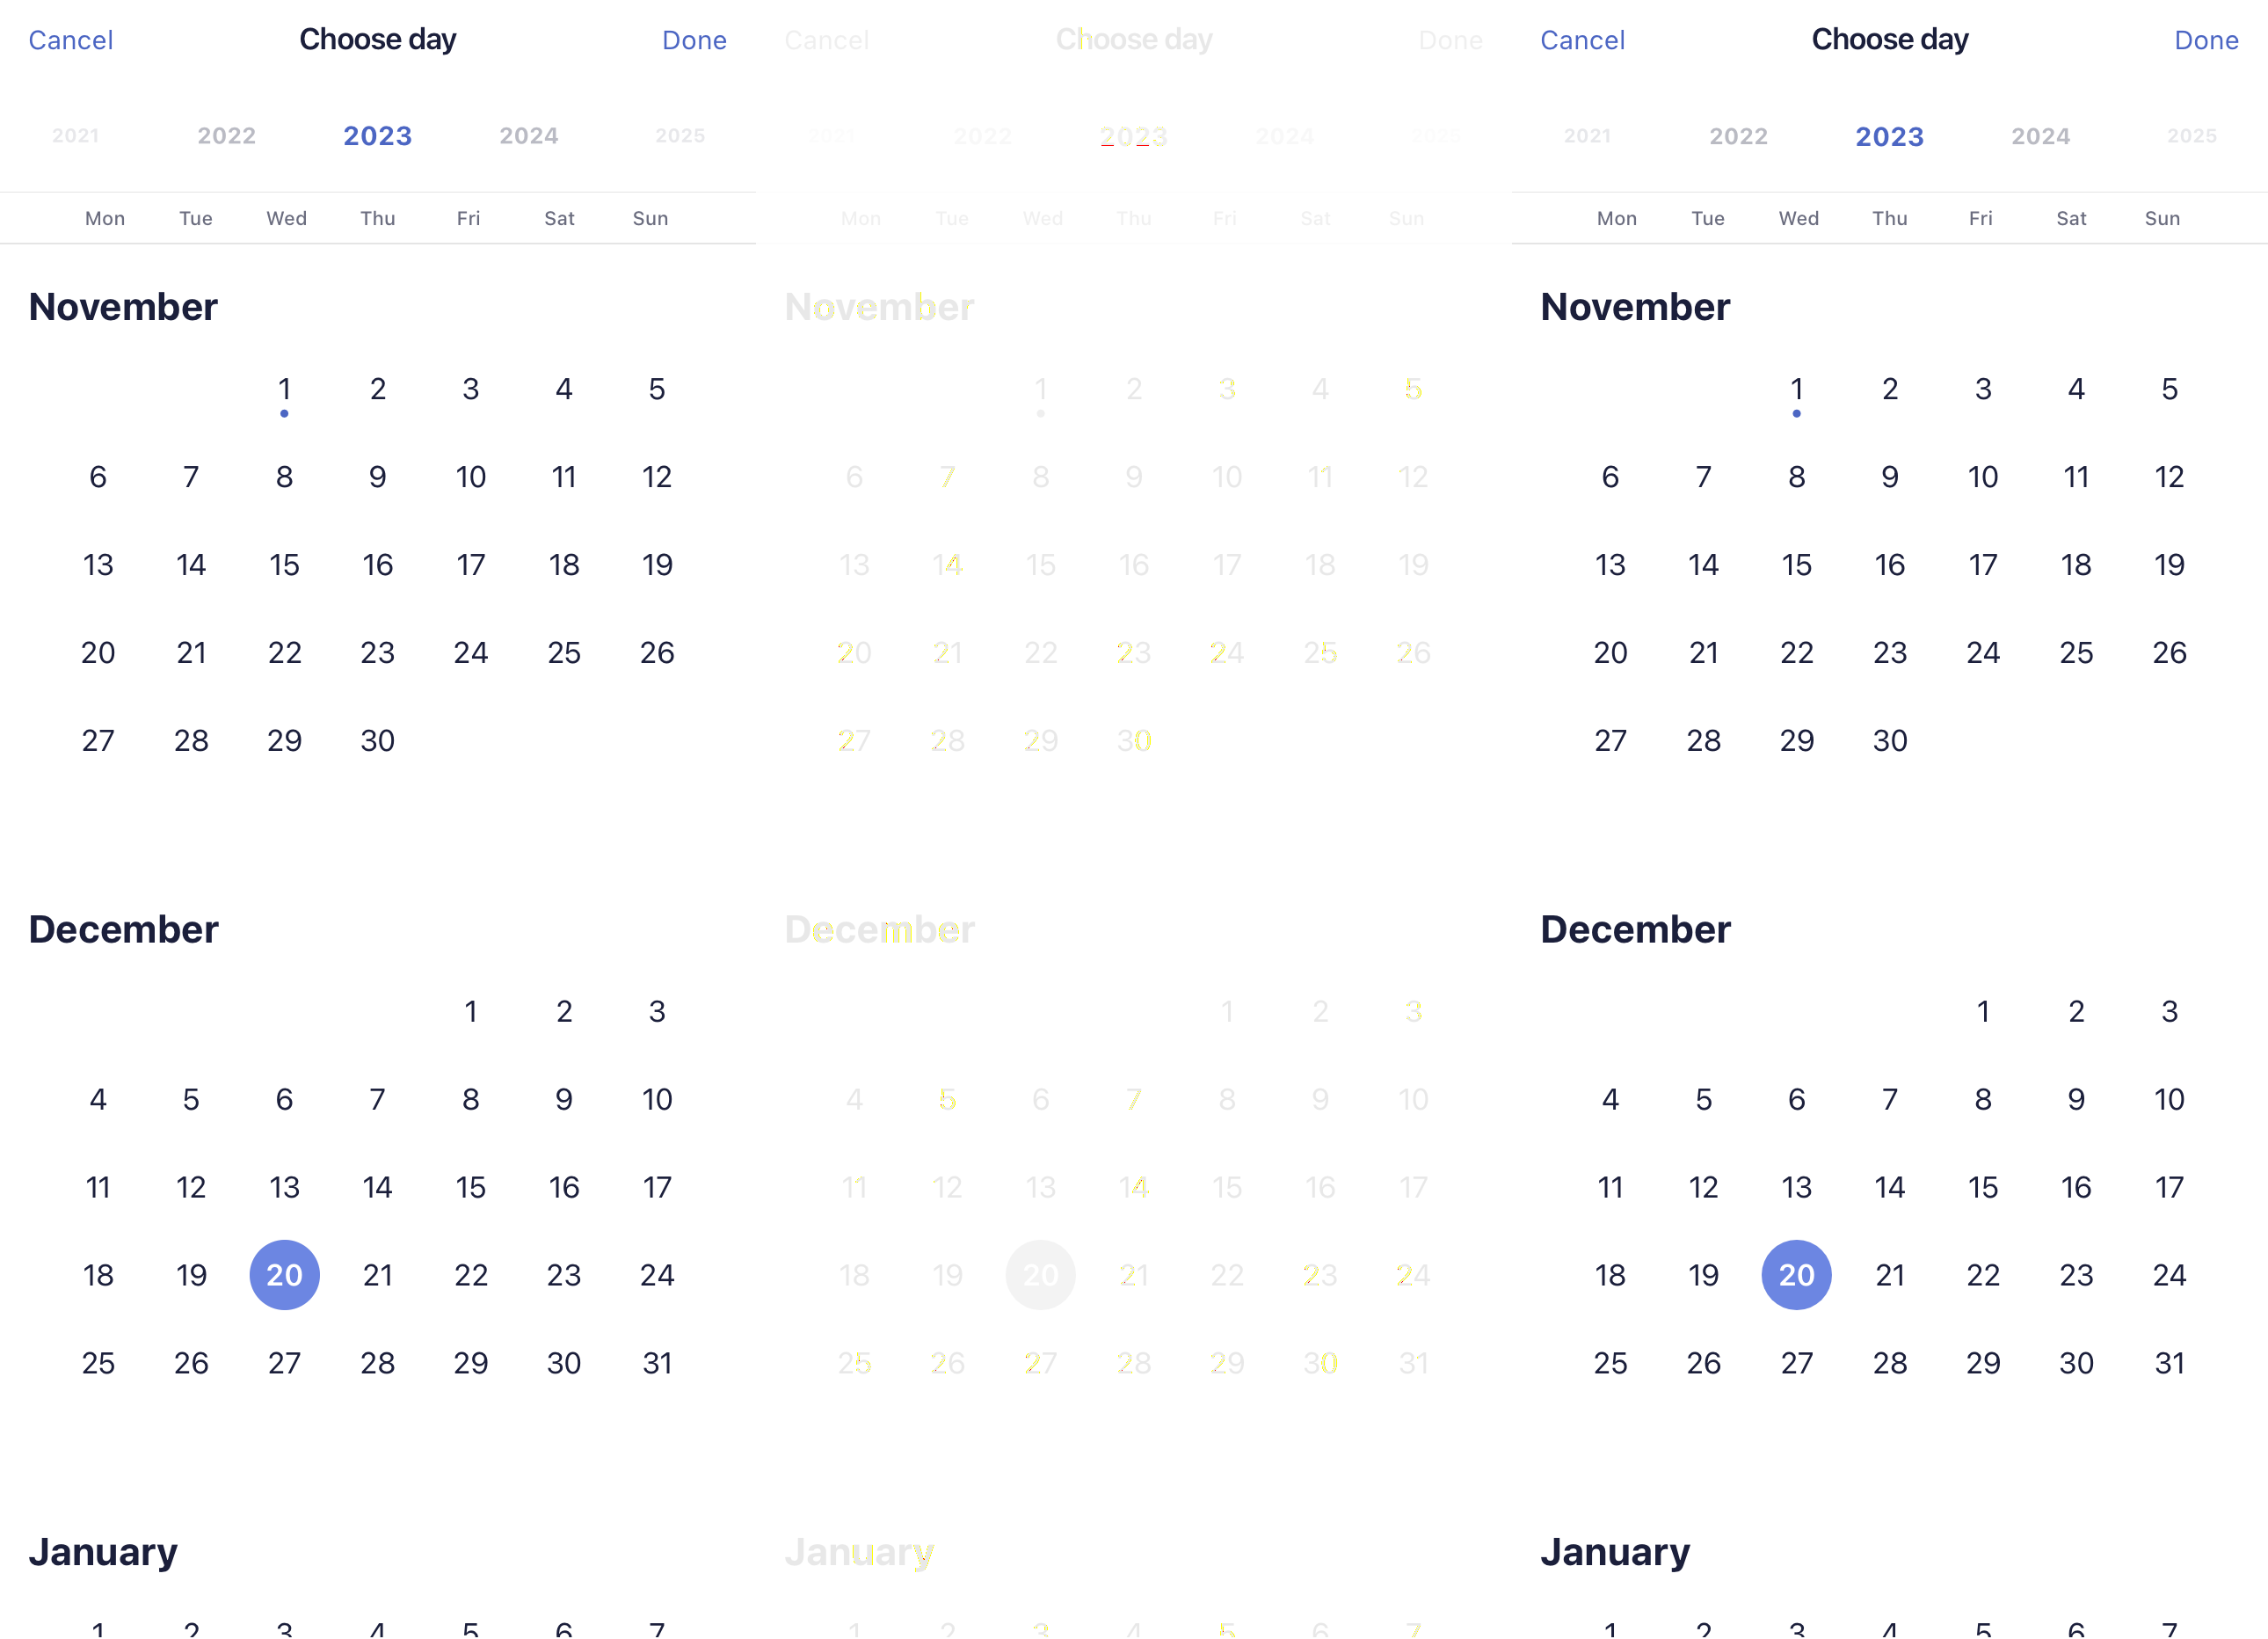 Cancel Choose day Done Cancel Choose day Done Cancel Choose day Done
2021 2022 2023 2024 2025 2021 2022 2023 2024 2025 2021 2022 2023 2024 2025
Mon Tue Wed Thu Fri Sat Sun Mon Tue Wed Thu Fri Sat Sun Mon Tue Wed Thu Fri Sat Sun
November November November
1 2 3 4 5 1 2 3 4 5 1 2 3 4 5
6 7 8 9 10 11 12 6 7 8 9 10 11 12 6 7 8 9 10 11 12
13 14 15 16 17 18 19 13 14 15 16 17 18 19 13 14 15 16 17 18 19
20 21 22 23 24 25 26 20 21 22 23 24 25 26 20 21 22 23 24 25 26
27 28 29 30 27 28 29 30 27 28 29 30
December December December
1 2 3 1 2 3 1 2 3
4 5 6 7 8 9 10 4 5 6 7 8 9 10 4 5 6 7 8 9 10
11 12 13 14 15 16 17 11 12 13 14 15 16 17 11 12 13 14 15 16 17
18 19 20 21 22 23 24 18 19 20 21 22 23 24 18 19 20 21 22 23 24
25 26 27 28 29 30 31 25 26 27 28 29 30 31 25 26 27 28 29 30 31
January January January
1 2 3 4 5 6 7 1 2 3 4 5 6 7 1 2 3 4 5 6 7